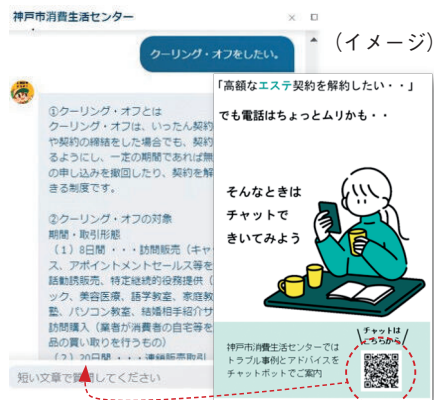 神戸市消費生活センター
クーリング・オフをしたい。
(イメージ)
①クーリング・オフとは
クーリング・オフは、いったん契約
や契約の締結をした場合でも、契約
るようにし、一定の期間であれば無
の申し込みを撤回したり、契約を解
きる制度です。
②クーリング・オフの対象
期間・取引形態
(1)8日間・・・訪問販売(キャ
ス、アポイントメントセールス等を
話勧誘販売、特定継続的役務提供(
ック、美容医療、語学教室、家庭教
塾、パソコン教室、結婚相手紹介サ
訪問購入(業者が消費者の自宅等を
品の買い取りを行うもの)
(2)20日間・・・連鎖販売取引
短い文章で質問してください
「高額なエステ契約を解約したい・・」
でも電話はちょっとムリかも・・
そんなときは
チャットで
きいてみよう
神戸市消費生活センターでは
トラブル事例とアドバイスを
チャットボットでご案内
チャットは
こちらから